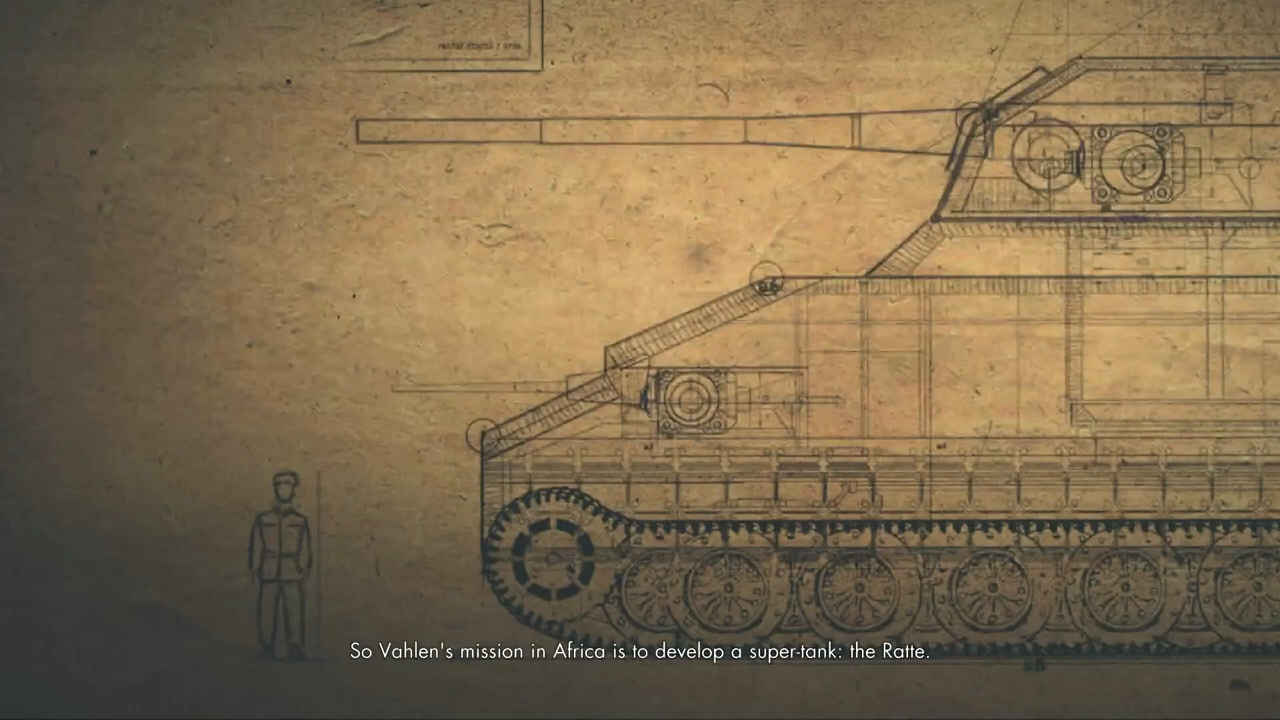 So Vahlen's mission in Africa is to develop a super-tank: the Ratte.